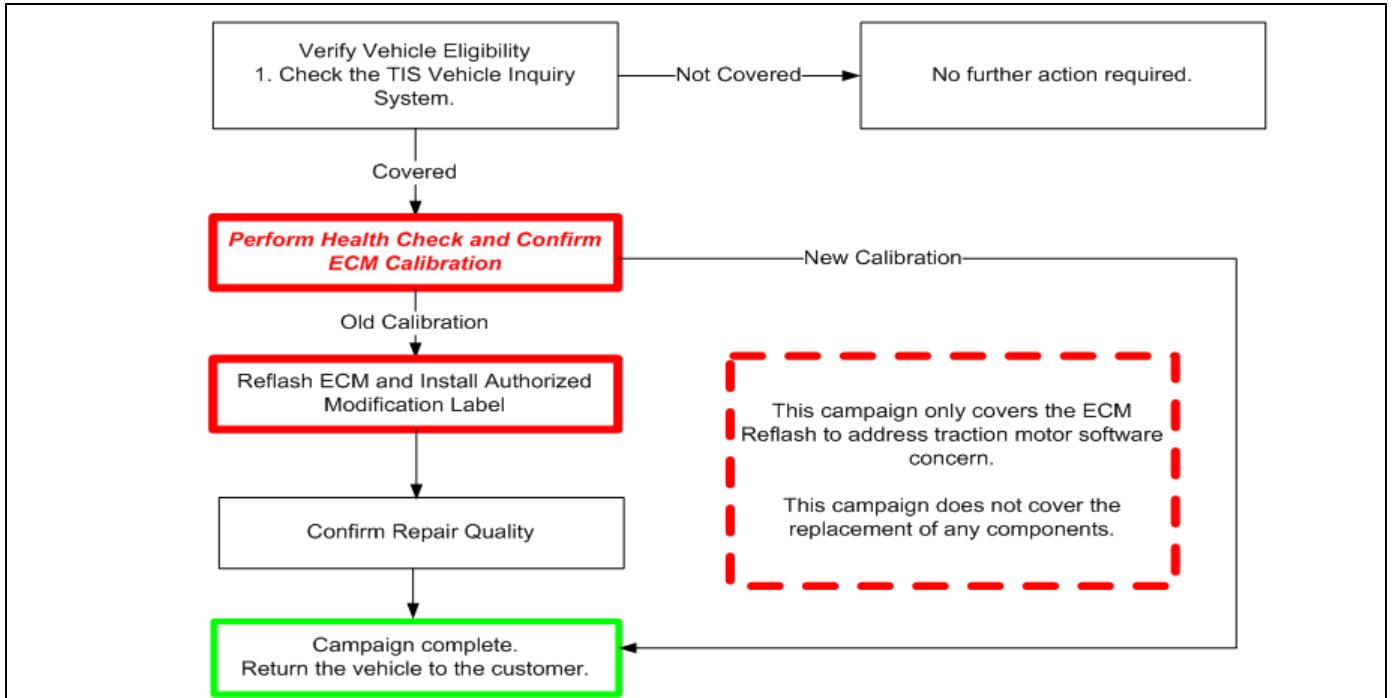 Verify Vehicle Eligibility
1. Check the TIS Vehicle Inquiry
System.
Not Covered
No further action required.
Covered
Perform Health Check and Confirm
ECM Calibration
New Calibration
Old Calibration
Reflash ECM and Install Authorized
Modification Label
This campaign only covers the ECM
Reflash to address traction motor software
concern.
This campaign does not cover the
replacement of any components.
Confirm Repair Quality
Campaign complete.
Return the vehicle to the customer.